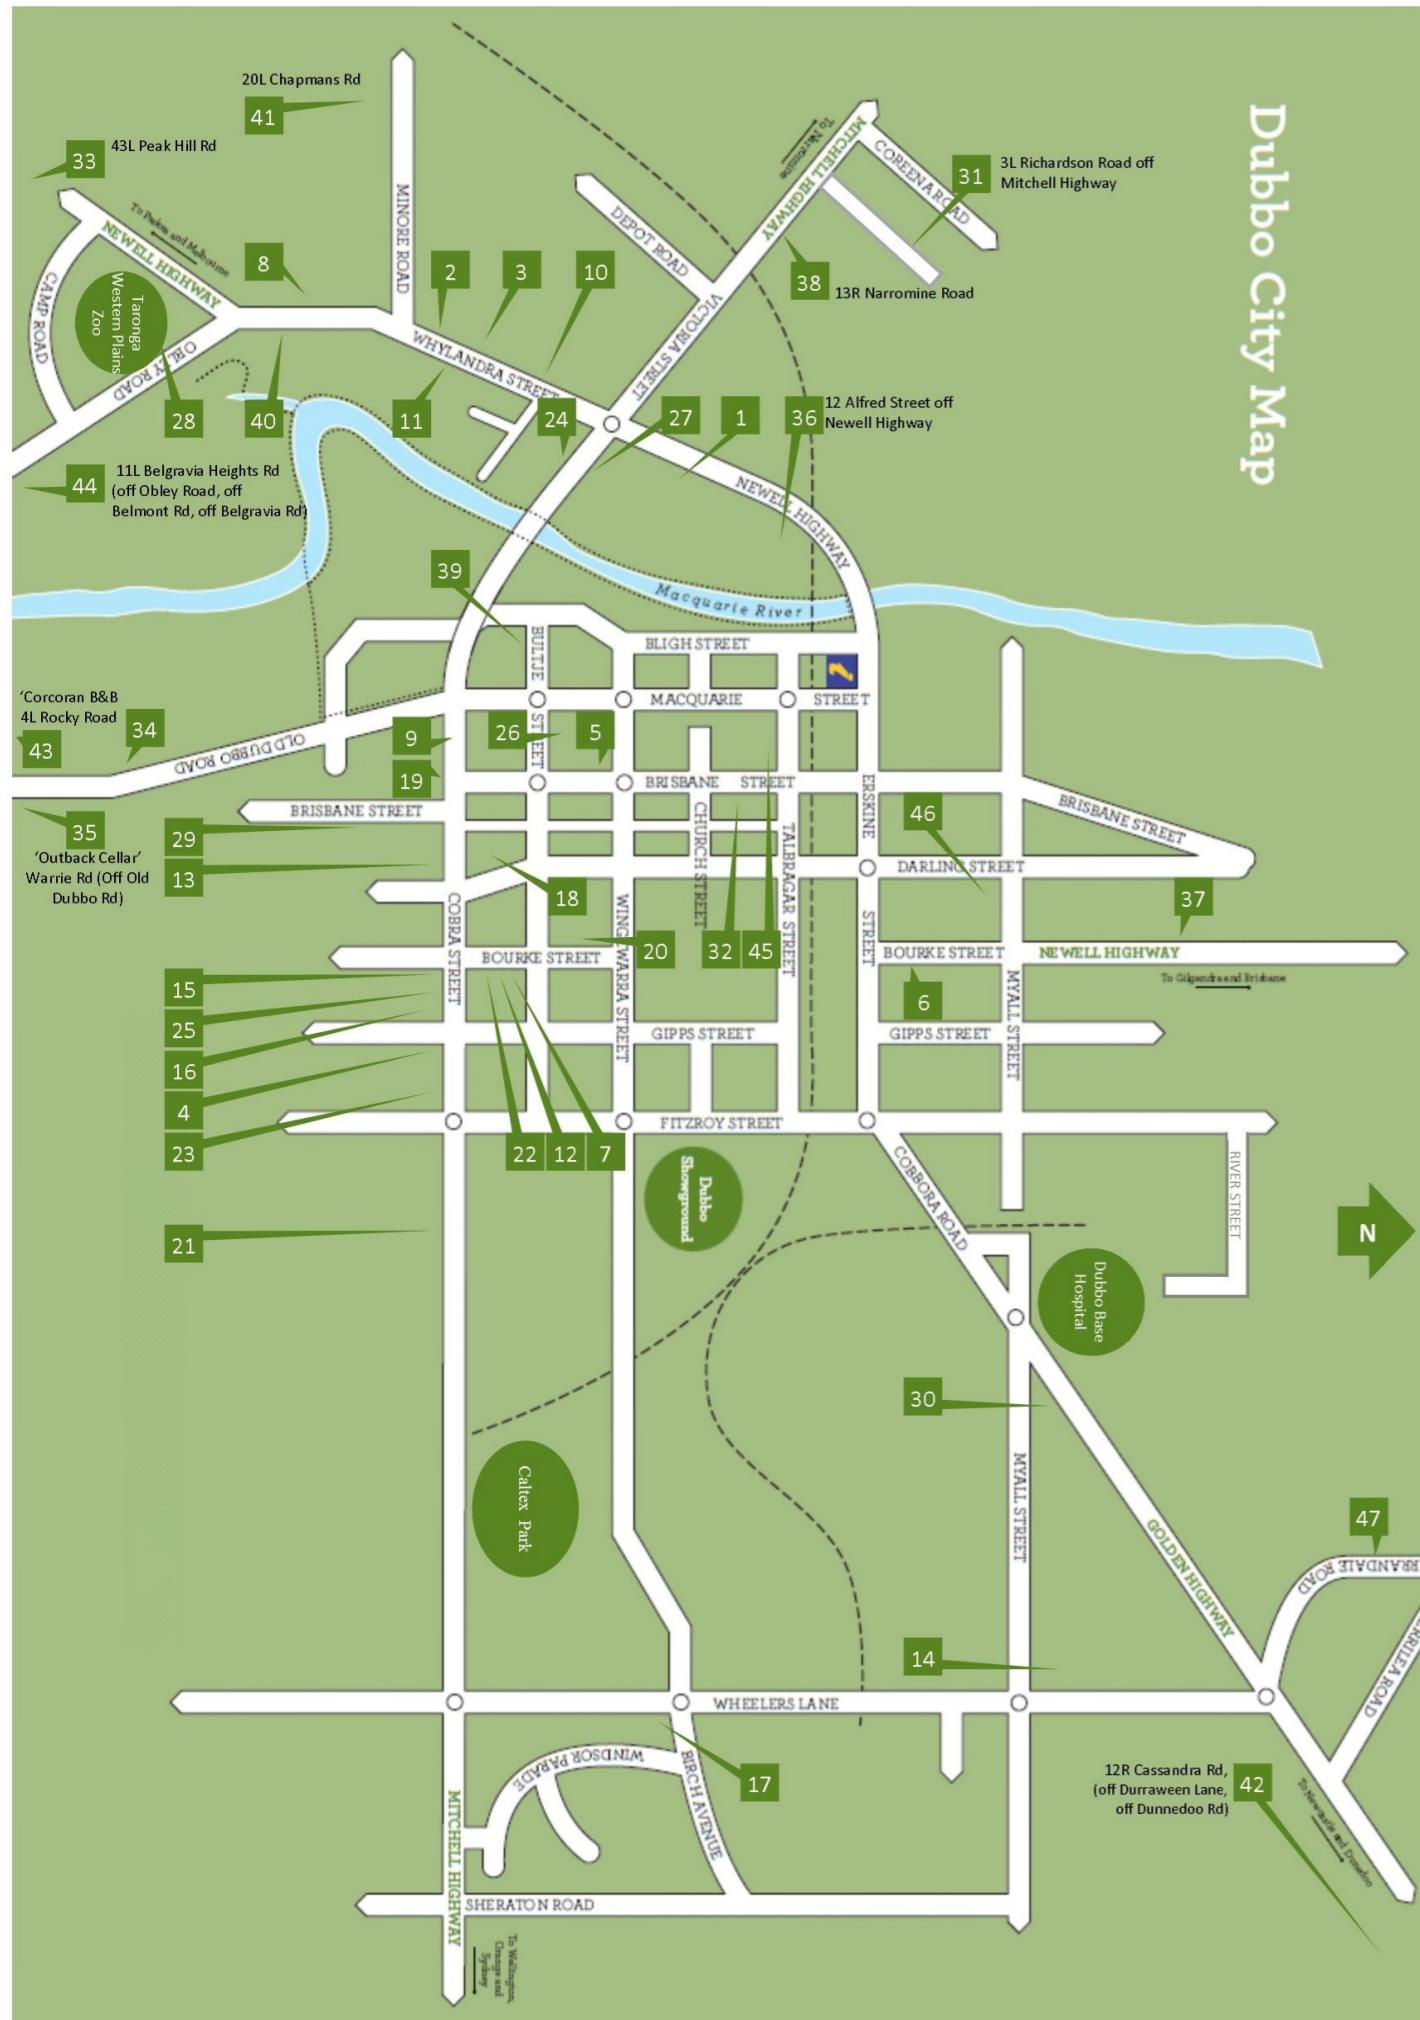 Dubbo City Map
20L Chapmans Rd
41
33
43L Peak Hill Rd
MINORE ROAD
To Narromine
MITCHELL HIGHWAY
COREENA ROAD
31
3L Richardson Road off
Mitchell Highway
DEPOT ROAD
To Parkes and Melbourne
NEWELL HIGHWAY
CAMP ROAD
Taronga
Western Plains
Zoo
OBLEY ROAD
8
2
3
10
38
13R Narromine Road
VICTORIA STREET
WHYLANDRA STREET
28
40
11
24
27
1
36
12 Alfred Street off
Newell Highway
44
11L Belgravia Heights Rd
(off Obley Road, off
Belmont Rd, off Belgravia Rd)
NEWELL HIGHWAY
39
Macquarie River
BULTJE
STREET
BLIGH STREET
MACQUARIE
STREET
'Corcoran B&B
4L Rocky Road
43
34
OLD DUBBO ROAD
9
26
5
19
BRISBANE STREET
BRISBANE
STREET
ERSKINE
STREET
BRISBANE STREET
35
'Outback Cellar'
Warrie Rd (Off Old
Dubbo Rd)
29
13
18
CHURCH STREET
TALBRAGAR STREET
46
DARLING STREET
37
COBRA STREET
WINGEWARRA STREET
20
32
45
BOURKE STREET
BOURKE STREET
NEWELL HIGHWAY
To Gilgandra and Brisbane
15
25
16
4
23
6
MYALL STREET
GIPPS STREET
GIPPS STREET
FITZROY STREET
22
12
7
Dubbo
Showground
COBBORA ROAD
RIVER STREET
N
21
Dubbo Base
Hospital
30
Caltex Park
MYALL STREET
GOLDEN HIGHWAY
47
RRANDALE ROAD
ERRILEA ROAD
14
WHEELERS LANE
WINDSOR PARADE
BIRCH AVENUE
17
12R Cassandra Rd,
(off Durraween Lane,
off Dunnedoo Rd)
42
To Newcastle and Dunedoo
MITCHELL HIGHWAY
SHERATON ROAD
To Wellington,
Orange and
Sydney